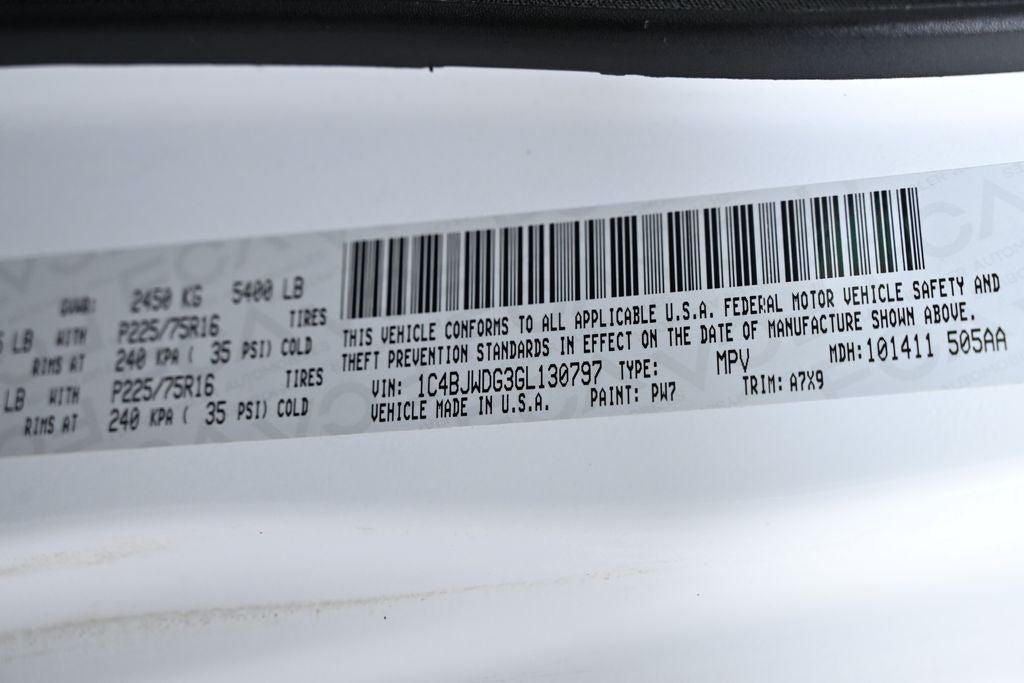 GVWR: 2450 KG 5400 LB
LB WITH P225/75R16 TIRES
RIMS AT 240 KPA ( 35 PSI) COLD
LB WITH P225/75R16 TIRES
RIMS AT 240 KPA ( 35 PSI) COLD
THIS VEHICLE CONFORMS TO ALL APPLICABLE U.S.A. FEDERAL MOTOR VEHICLE SAFETY AND
THEFT PREVENTION STANDARDS IN EFFECT ON THE DATE OF MANUFACTURE SHOWN ABOVE.
VIN: 1C4BJWDG3GL130797 TYPE: MPV MDH:101411 505AA
VEHICLE MADE IN U.S.A. PAINT: PW7 TRIM: A7X9